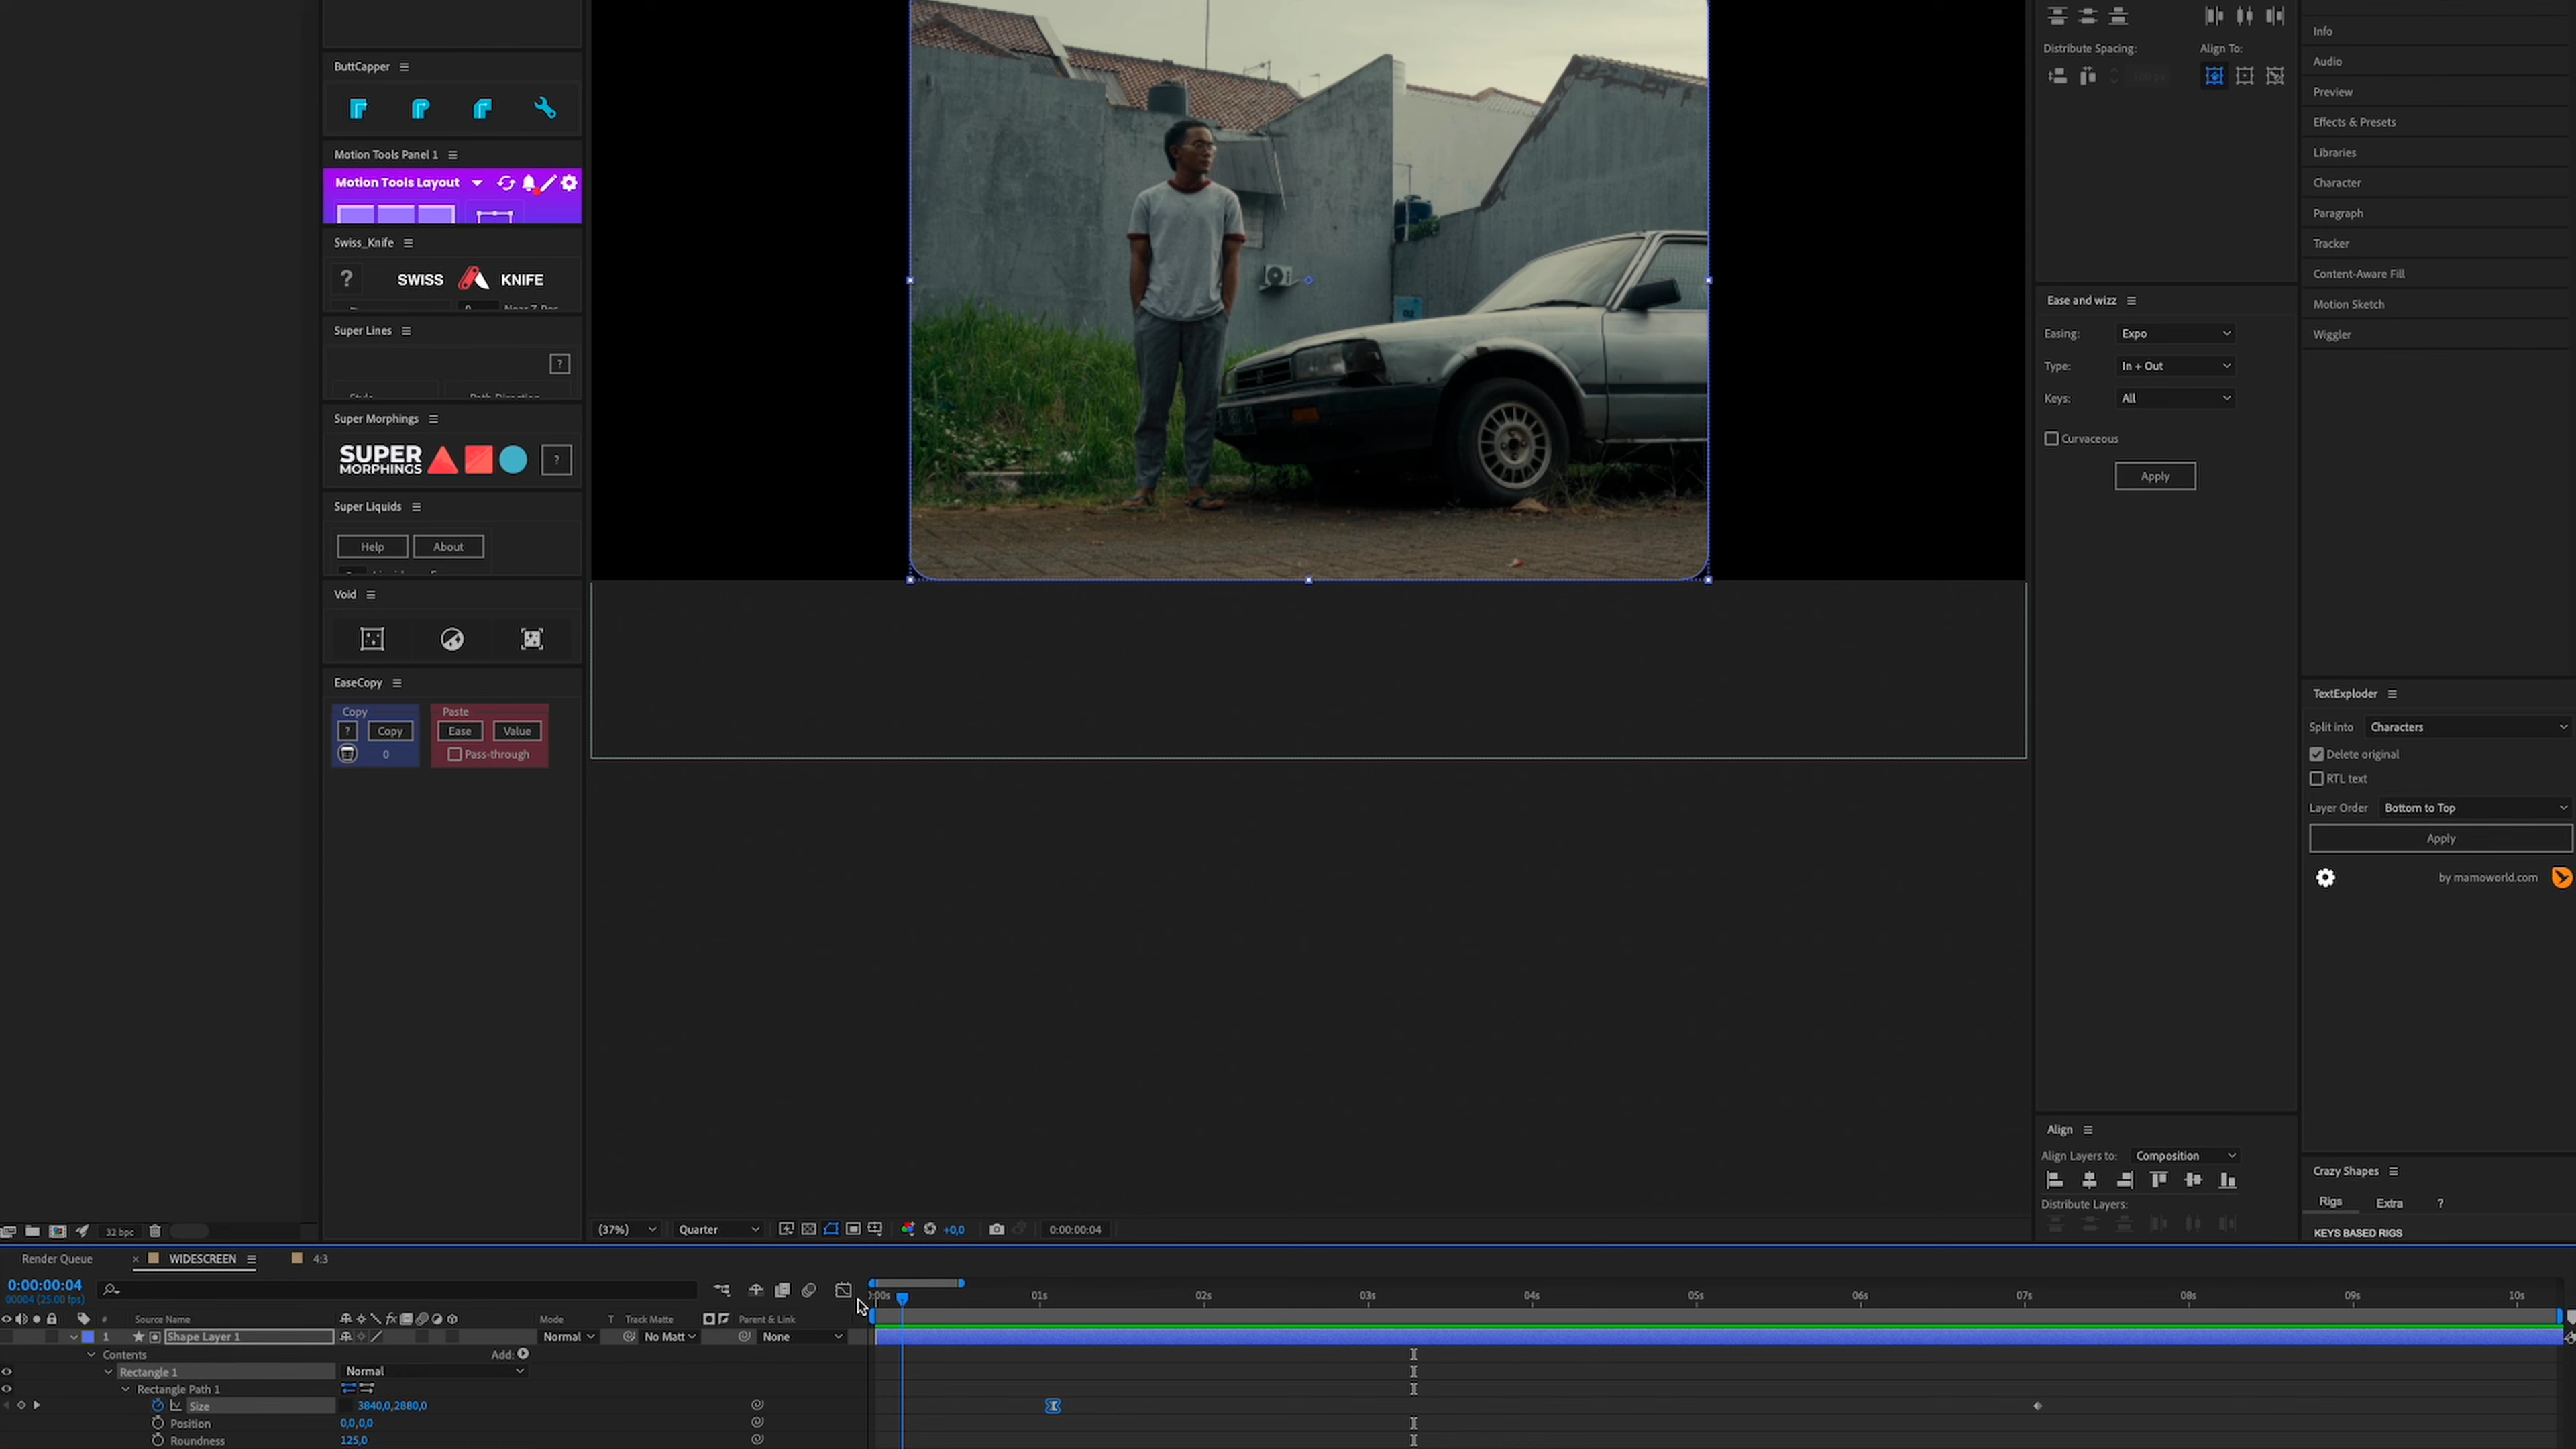 ButtCapper
Motion Tools Panel 1
Motion Tools Layout
Swiss_Knife
? SWISS KNIFE
Super Lines
?
Super Morphings
SUPER
MORPHINGS
?
Super Liquids
Help About
Void
EaseCopy
Copy Paste
? Copy Ease Value
0 Pass-through
Distribute Spacing: Align To:
Ease and wizz
Easing: Expo
Type: In + Out
Keys: All
Curvaceous
Apply
Info
Audio
Preview
Effects & Presets
Libraries
Character
Paragraph
Tracker
Content-Aware Fill
Motion Sketch
Wiggler
TextExploder
Split into Characters
Delete original
RTL text
Layer Order Bottom to Top
Apply
by mamoworld.com
Align
Align Layers to: Composition
Distribute Layers:
Crazy Shapes
Rigs Extra ?
KEYS BASED RIGS
32 bpc
(37%) Quarter +0,0 0:00:00:04
Render Queue × WIDESCREEN 4:3
0:00:00:04
00004 (25.00 fps)
:00s 01s 02s 03s 04s 05s 06s 07s 08s 09s 10s
# Source Name Mode T Track Matte Parent & Link
1 Shape Layer 1 Normal No Matt None
Contents Add:
Rectangle 1 Normal
Rectangle Path 1
Size 3840,0,2880,0
Position 0,0,0,0
Roundness 125,0